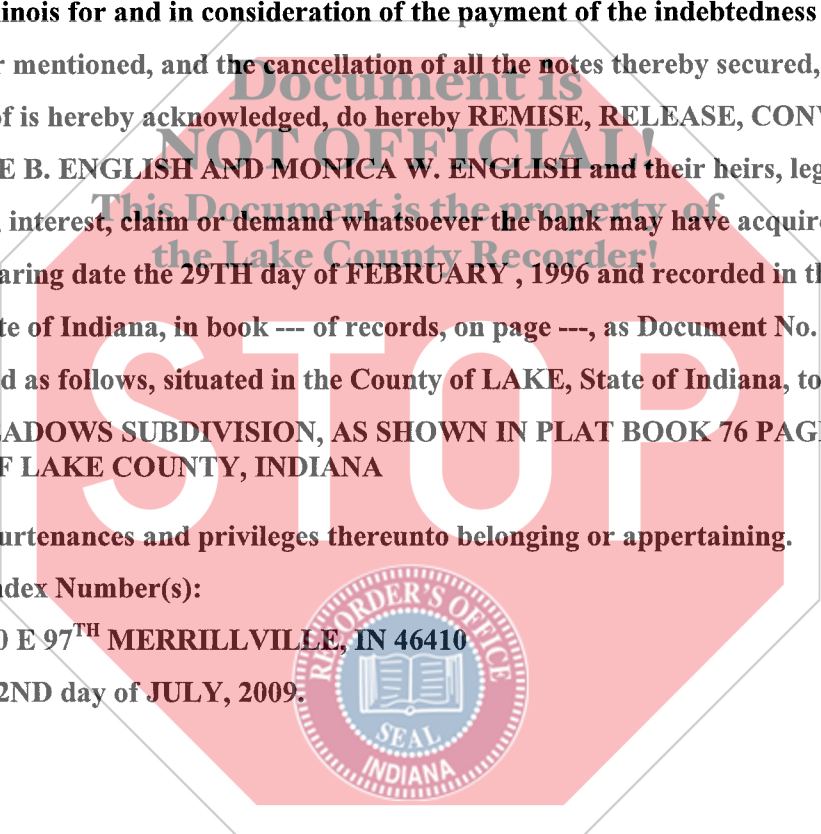 inois for and in consideration of the payment of the indebtedness
r mentioned, and the cancellation of all the notes thereby secured,
Document is
of is hereby acknowledged, do hereby REMISE, RELEASE, CONV
NOT OFFICIAL!
E B. ENGLISH AND MONICA W. ENGLISH and their heirs, leg
This Document is the property of
interest, claim or demand whatsoever the bank may have acquire
the Lake County Recorder!
aring date the 29TH day of FEBRUARY , 1996 and recorded in th
te of Indiana, in book --- of records, on page ---, as Document No.
d as follows, situated in the County of LAKE, State of Indiana, to
STOP
ADOWS SUBDIVISION, AS SHOWN IN PLAT BOOK 76 PAG
F LAKE COUNTY, INDIANA
urtenances and privileges thereunto belonging or appertaining.
ndex Number(s):
0 E 97TH MERRILLVILLE, IN 46410
2ND day of JULY, 2009.
RECORDER'S OFFICE
SEAL
INDIANA